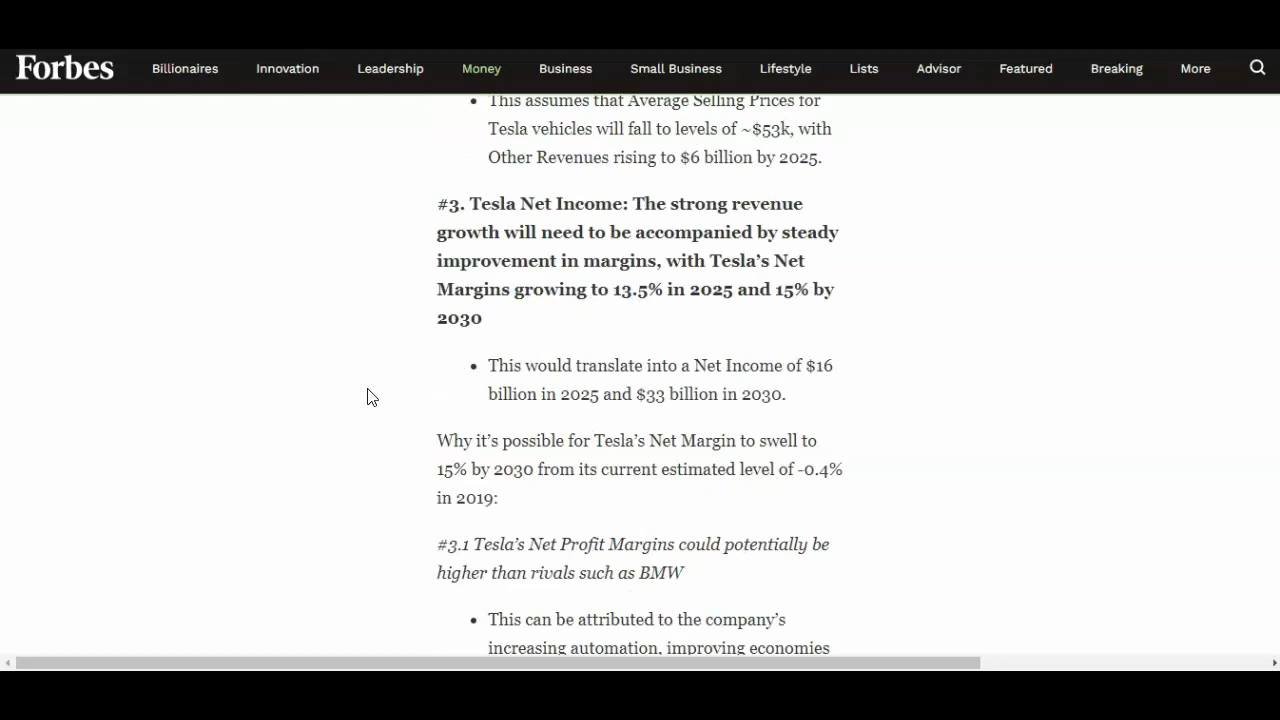 Forbes Billionaires Innovation Leadership Money Business Small Business Lifestyle Lists Advisor Featured Breaking More
• This assumes that Average Selling Prices for
Tesla vehicles will fall to levels of ~$53k, with
Other Revenues rising to $6 billion by 2025.
#3. Tesla Net Income: The strong revenue
growth will need to be accompanied by steady
improvement in margins, with Tesla’s Net
Margins growing to 13.5% in 2025 and 15% by
2030
• This would translate into a Net Income of $16
billion in 2025 and $33 billion in 2030.
Why it’s possible for Tesla’s Net Margin to swell to
15% by 2030 from its current estimated level of -0.4%
in 2019:
#3.1 Tesla’s Net Profit Margins could potentially be
higher than rivals such as BMW
• This can be attributed to the company’s
increasing automation, improving economies